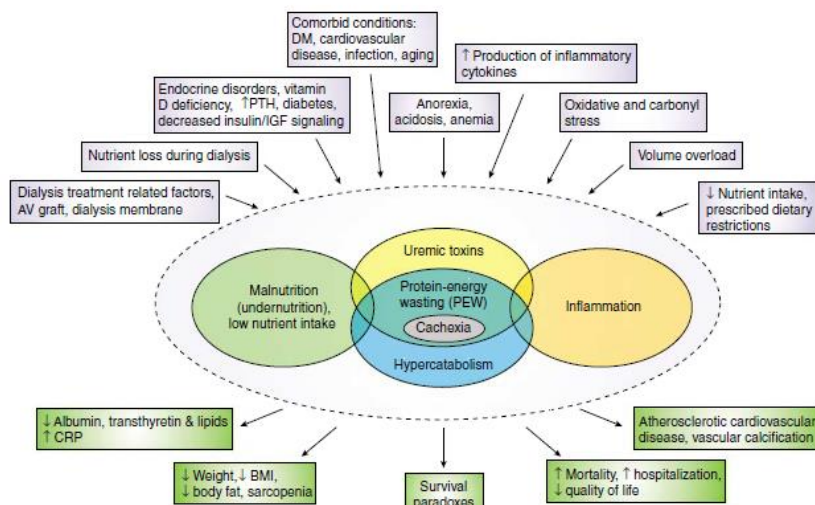 Comorbid conditions:
DM, cardiovascular
disease, infection, aging
↑ Production of inflammatory
cytokines
Endocrine disorders, vitamin
D deficiency, ↑PTH, diabetes,
decreased insulin/IGF signaling
Anorexia,
acidosis, anemia
Oxidative and carbonyl
stress
Nutrient loss during dialysis
Volume overload
Dialysis treatment related factors,
AV graft, dialysis membrane
↓ Nutrient intake,
prescribed dietary
restrictions
Uremic toxins
Malnutrition
(undernutrition),
low nutrient intake
Protein-energy
wasting (PEW)
Cachexia
Inflammation
Hypercatabolism
↓ Albumin, transthyretin & lipids
↑ CRP
Atherosclerotic cardiovascular
disease, vascular calcification
↓ Weight, ↓ BMI,
↓ body fat, sarcopenia
Survival
paradoxes
↑ Mortality, ↑ hospitalization,
↓ quality of life